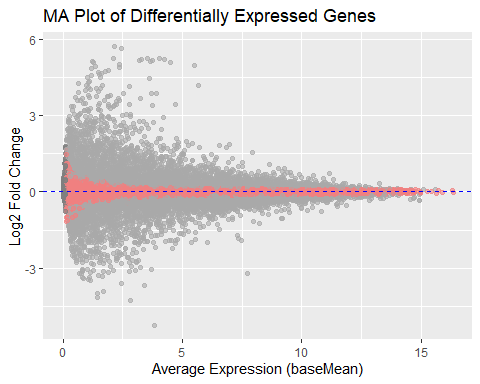 MA Plot of Differentially Expressed Genes
6
3
0
-3
Log2 Fold Change
0
5
10
15
Average Expression (baseMean)